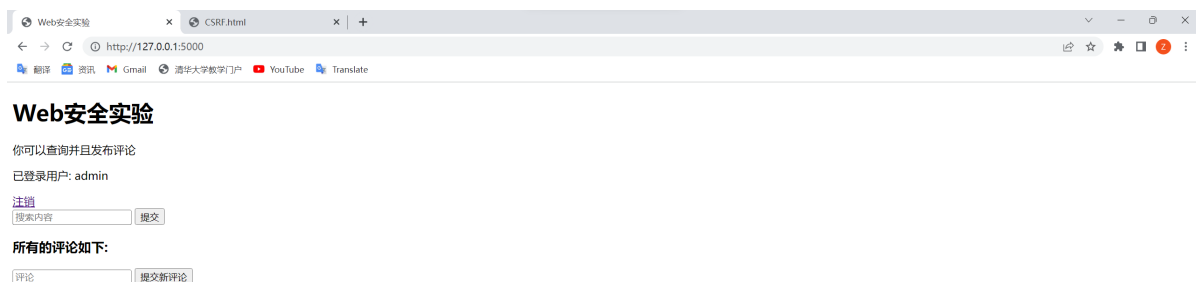 Web安全实验
CSRF.html
http://127.0.0.1:5000
Z
翻译 资讯 Gmail 清华大学教学门户 YouTube Translate
Web安全实验
你可以查询并且发布评论
已登录用户: admin
注销
搜索内容 提交
所有的评论如下:
评论 提交新评论